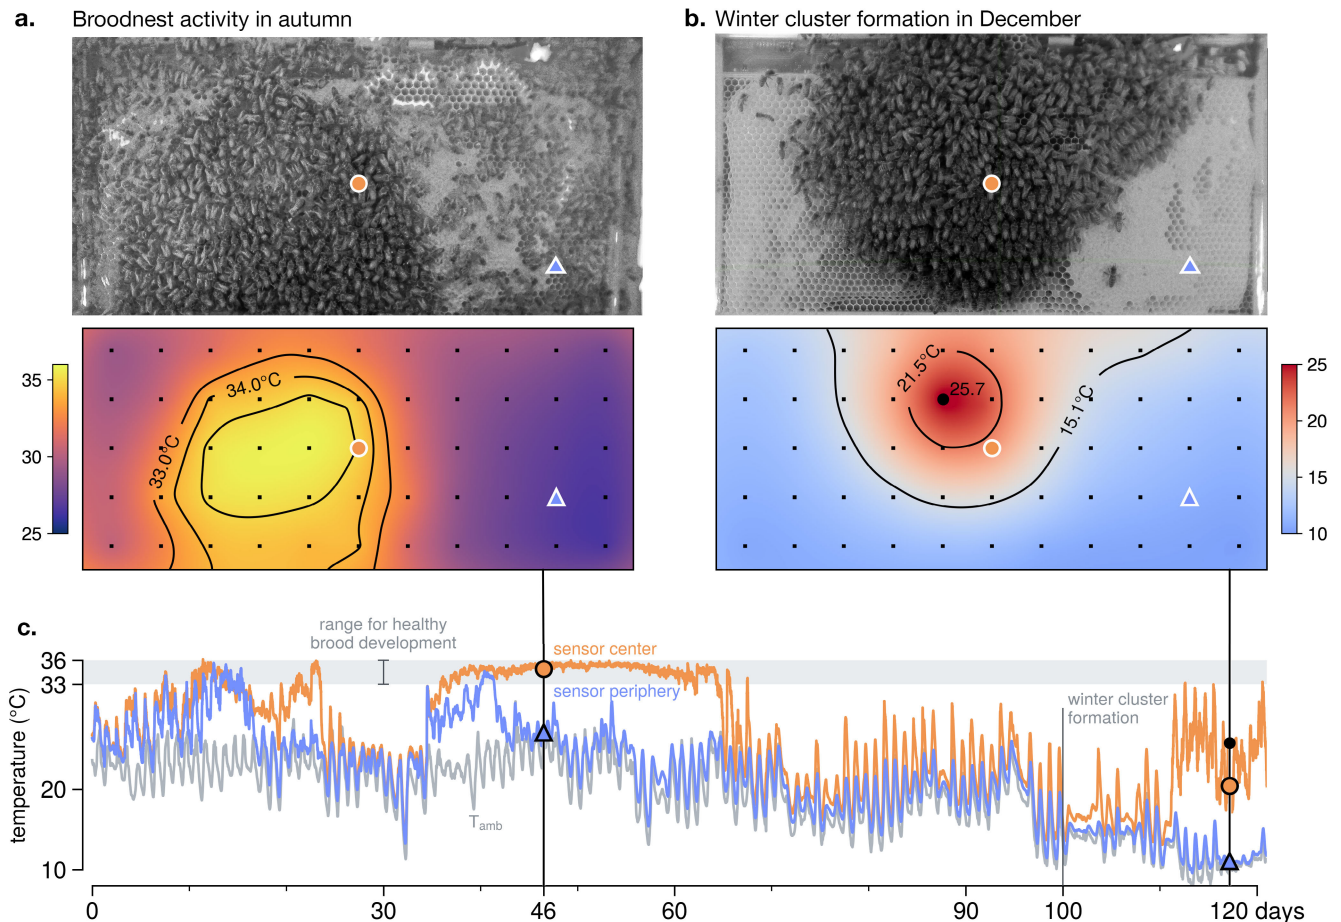 a. Broodnest activity in autumn
b. Winter cluster formation in December
35
30
25
34.0°C
33.0°C
21.5°C
25.7
15.1°C
25
20
15
10
c.
range for healthy
brood development
sensor center
sensor periphery
winter cluster
formation
T amb
temperature (°C)
36
33
20
10
0 30 46 60 90 100 120 days